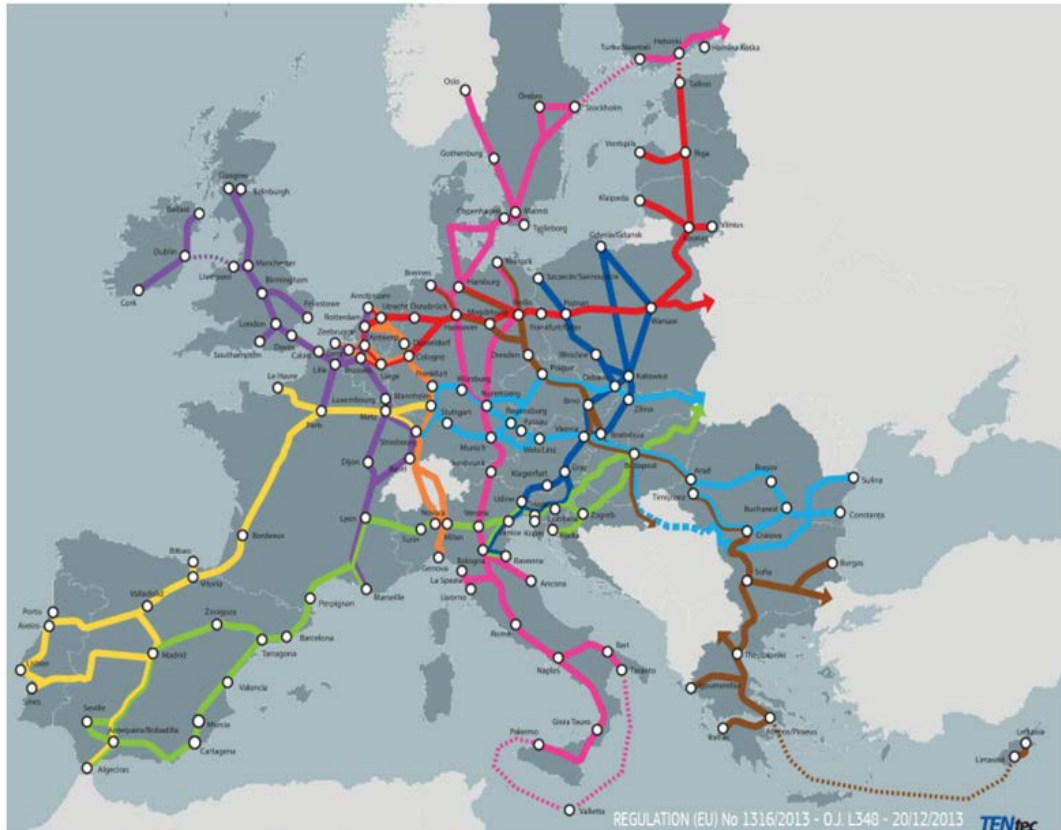 Helsinki
Turku/Naantali
Hamina/Kotka
Oslo
Örebro
Stockholm
Tallinn
Ventspils
Riga
Gothenburg
Glasgow
Edinburgh
Klaipeda
Vilnius
Kaunas
Belfast
Copenhagen
Malmö
Trelleborg
Gdynia/Gdansk
Dublin
Liverpool
Manchester
Rostock
Szczecin/Swinoujscie
Bremen
Hamburg
Birmingham
Cork
Felixstowe
Amsterdam
Utrecht
Osnabrück
Berlin
Poznan
Rotterdam
Magdeburg
Hannover
Frankfurt/Oder
Warsaw
London
Zeebrugge
Antwerp
Düsseldorf
Southampton
Dover
Calais
Cologne
Dresden
Wroclaw
Lille
Brussels
Liège
Prague
Katowice
Le Havre
Frankfurt
Würzburg
Ostrava
Luxembourg
Mannheim
Nuremberg
Brno
Zilina
Paris
Metz
Stuttgart
Regensburg
Passau
Strasbourg
Vienna
Bratislava
Munich
Wels/Linz
Dijon
Basel
Innsbruck
Klagenfurt
Graz
Budapest
Arad
Brasov
Sulina
Udine
Timisoara
Lyon
Novara
Verona
Ljubljana
Zagreb
Bucharest
Constanta
Turin
Milan
Venice
Koper
Craiova
Bordeaux
Genova
Bologna
Ravenna
Bilbao
La Spezia
Ancona
Sofia
Burgas
Vitoria
Livorno
Marseille
Porto
Valladolid
Zaragoza
Perpignan
Aveiro
Rome
Barcelona
Bari
Madrid
Tarragona
Naples
Taranto
Thessaloniki
Lisbon
Valencia
Igoumenitsa
Sines
Seville
Murcia
Gioia Tauro
Palermo
Patras
Athens/Piraeus
Antequera/Bobadilla
Cartagena
Lefkosia
Limassol
Algeciras
Valletta
REGULATION (EU) No 1316/2013 - O.J. L348 - 20/12/2013
TENtec